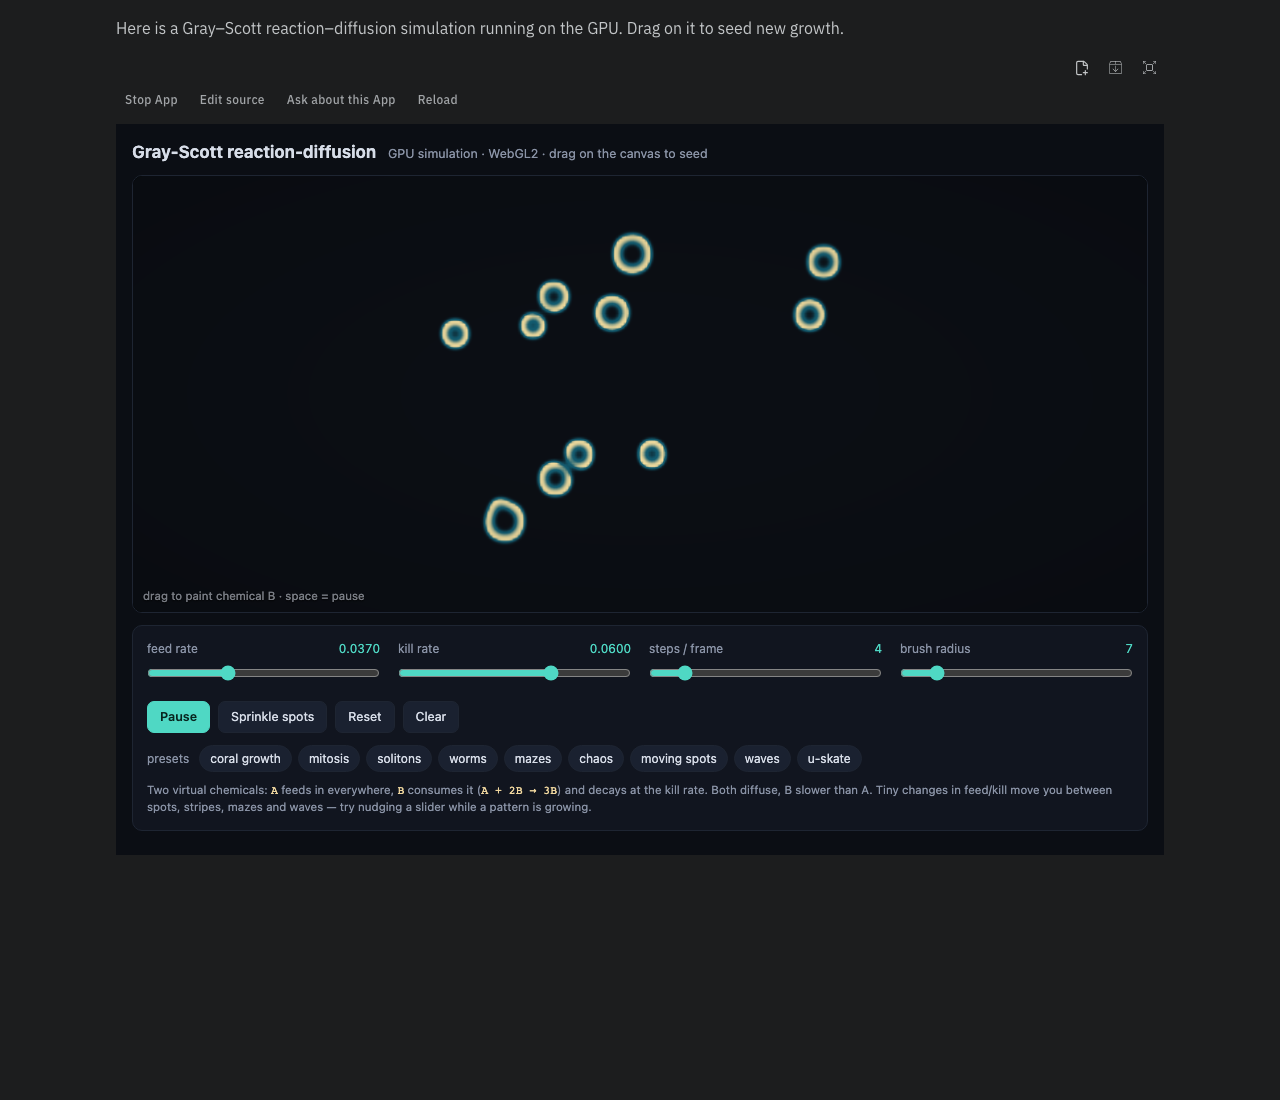 Here is a Gray–Scott reaction–diffusion simulation running on the GPU. Drag on it to seed new growth.
Stop App Edit source Ask about this App Reload
Gray-Scott reaction-diffusion GPU simulation · WebGL2 · drag on the canvas to seed
drag to paint chemical B · space = pause
feed rate 0.0370 kill rate 0.0600 steps / frame 4 brush radius 7
Pause Sprinkle spots Reset Clear
presets coral growth mitosis solitons worms mazes chaos moving spots waves u-skate
Two virtual chemicals: A feeds in everywhere, B consumes it (A + 2B → 3B) and decays at the kill rate. Both diffuse, B slower than A. Tiny changes in feed/kill move you between
spots, stripes, mazes and waves — try nudging a slider while a pattern is growing.